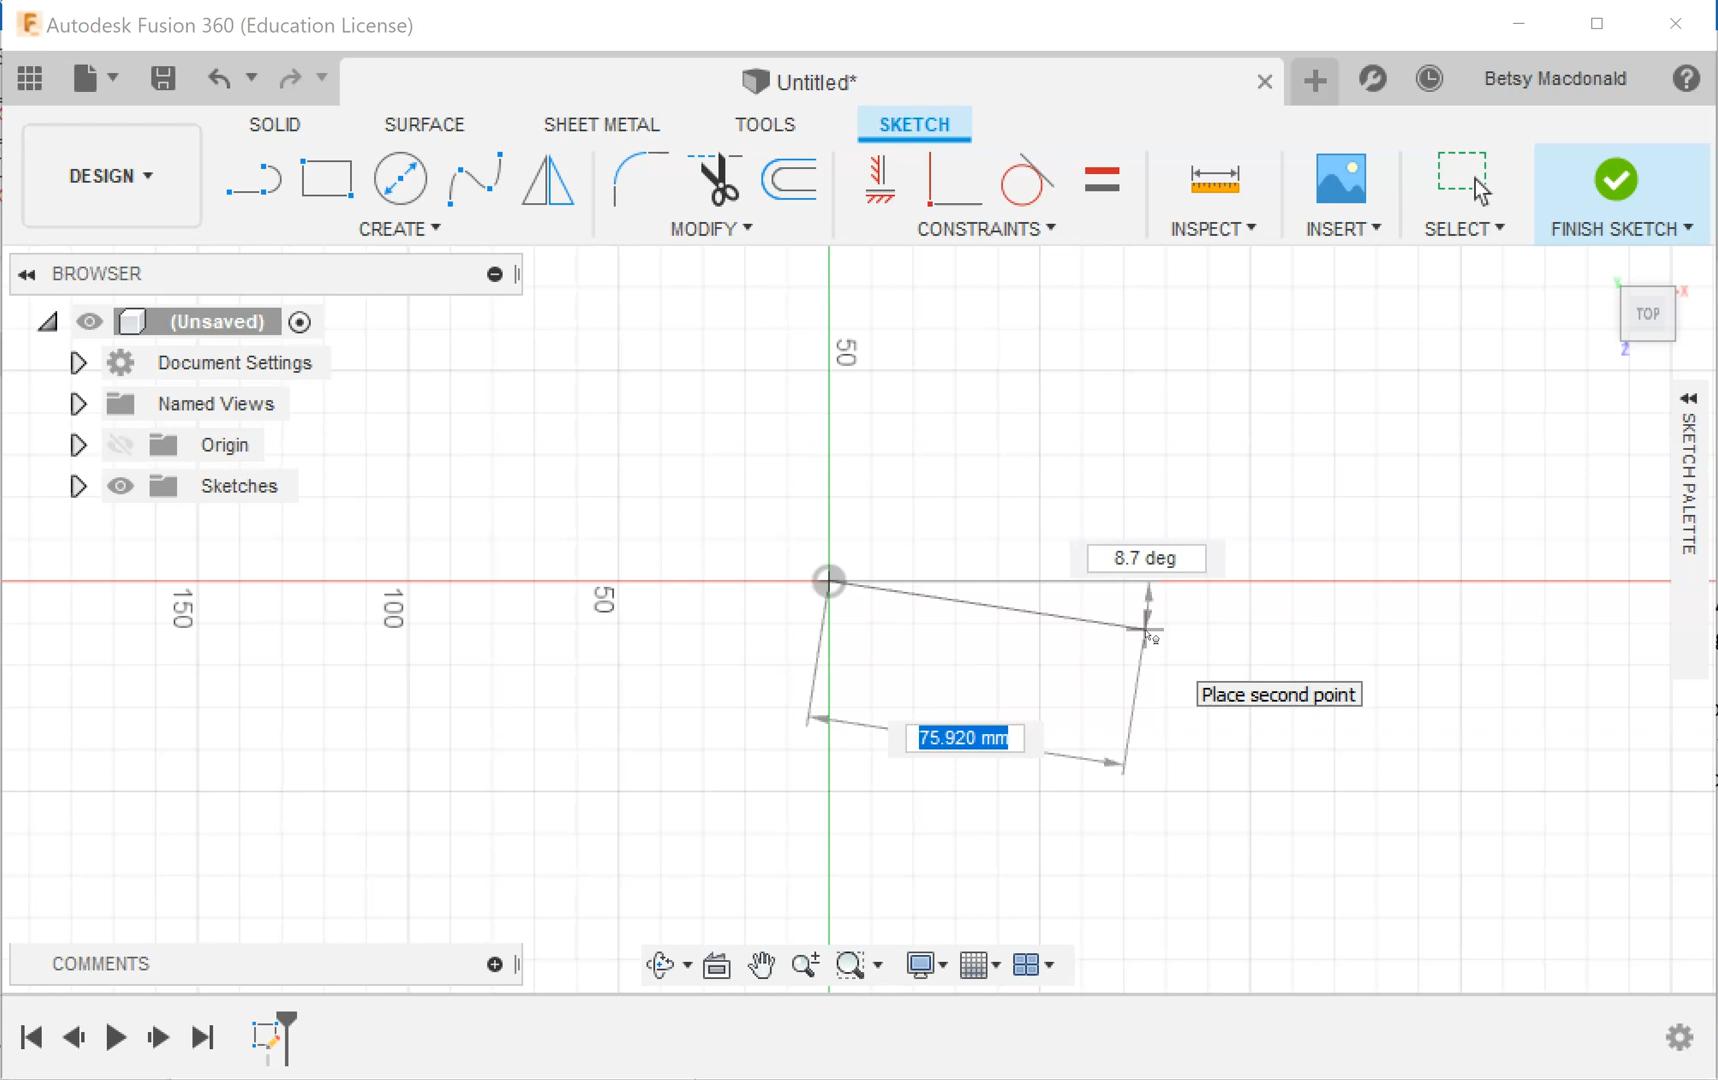 Autodesk Fusion 360 (Education License)
Untitled*
Betsy Macdonald
SOLID SURFACE SHEET METAL TOOLS SKETCH
DESIGN
CREATE MODIFY CONSTRAINTS INSPECT INSERT SELECT FINISH SKETCH
BROWSER
(Unsaved)
Document Settings
Named Views
Origin
Sketches
50
TOP
X
Y
Z
SKETCH PALETTE
8.7 deg
150
100
50
Place second point
75.920 mm
COMMENTS